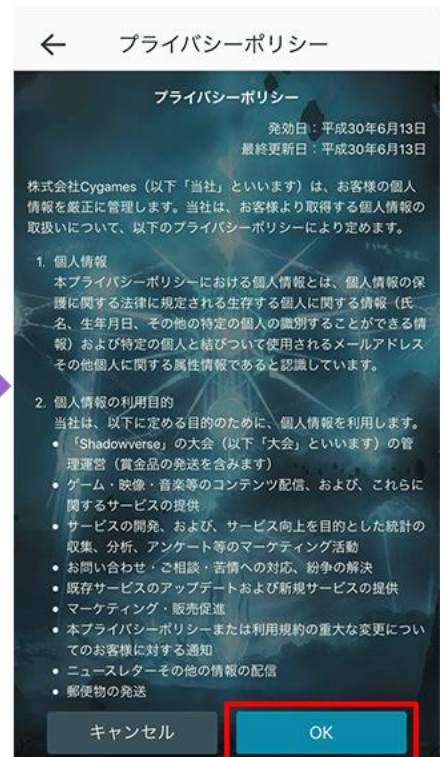 ← プライバシーポリシー
プライバシーポリシー
発効日：平成30年6月13日
最終更新日：平成30年6月13日
株式会社Cygames（以下「当社」といいます）は、お客様の個人
情報を厳正に管理します。当社は、お客様より取得する個人情報の
取扱いについて、以下のプライバシーポリシーにより定めます。
1. 個人情報
本プライバシーポリシーにおける個人情報とは、個人情報の保
護に関する法律に規定される生存する個人に関する情報（氏
名、生年月日、その他の特定の個人の識別することができる情
報）および特定の個人と結びついて使用されるメールアドレス
その他個人に関する属性情報であると認識しています。
2. 個人情報の利用目的
当社は、以下に定める目的のために、個人情報を利用します。
• 「Shadowverse」の大会（以下「大会」といいます）の管
理運営（賞金品の発送を含みます）
• ゲーム・映像・音楽等のコンテンツ配信、および、これらに
関するサービスの提供
• サービスの開発、および、サービス向上を目的とした統計の
収集、分析、アンケート等のマーケティング活動
• お問い合わせ・ご相談・苦情への対応、紛争の解決
• 既存サービスのアップデートおよび新規サービスの提供
• マーケティング・販売促進
• 本プライバシーポリシーまたは利用規約の重大な変更につい
てのお客様に対する通知
• ニュースレターその他の情報の配信
• 郵便物の発送
キャンセル OK